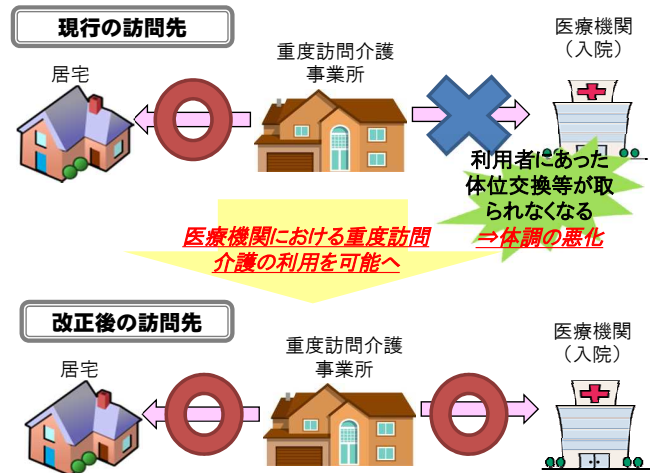 現行の訪問先
医療機関
（入院）
重度訪問介護
事業所
居宅
利用者にあった
体位交換等が取
られなくなる
⇒体調の悪化
医療機関における重度訪問
介護の利用を可能へ
改正後の訪問先
医療機関
（入院）
重度訪問介護
事業所
居宅